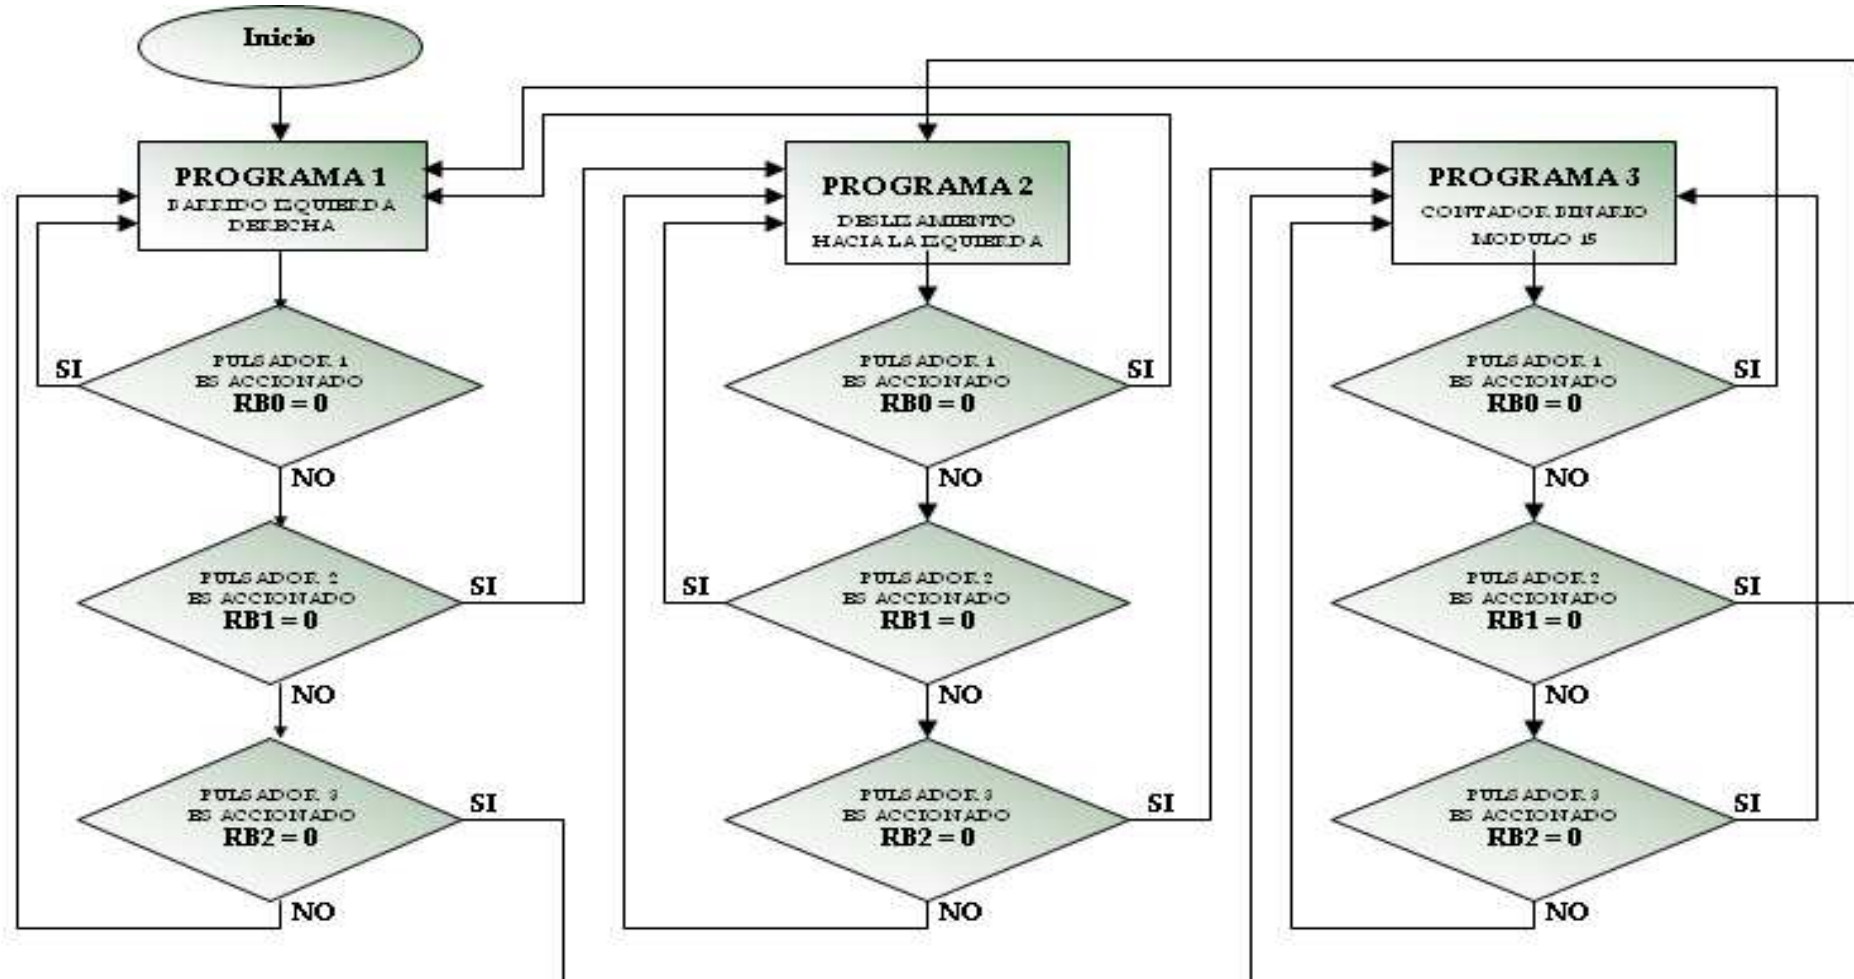 Inicio
PROGRAMA 1
BARRIDO IZQUIERDA
DERECHA
PULSADOR 1
ES ACCIONADO
RB0 = 0
SI
NO
PULSADOR 2
ES ACCIONADO
RB1 = 0
SI
NO
PULSADOR 3
ES ACCIONADO
RB2 = 0
SI
NO
PROGRAMA 2
DESLIZAMIENTO
HACIA LA IZQUIERDA
PULSADOR 1
ES ACCIONADO
RB0 = 0
SI
NO
PULSADOR 2
ES ACCIONADO
RB1 = 0
SI
NO
PULSADOR 3
ES ACCIONADO
RB2 = 0
SI
NO
PROGRAMA 3
CONTADOR BINARIO
MODULO 15
PULSADOR 1
ES ACCIONADO
RB0 = 0
SI
NO
PULSADOR 2
ES ACCIONADO
RB1 = 0
SI
NO
PULSADOR 3
ES ACCIONADO
RB2 = 0
SI
NO